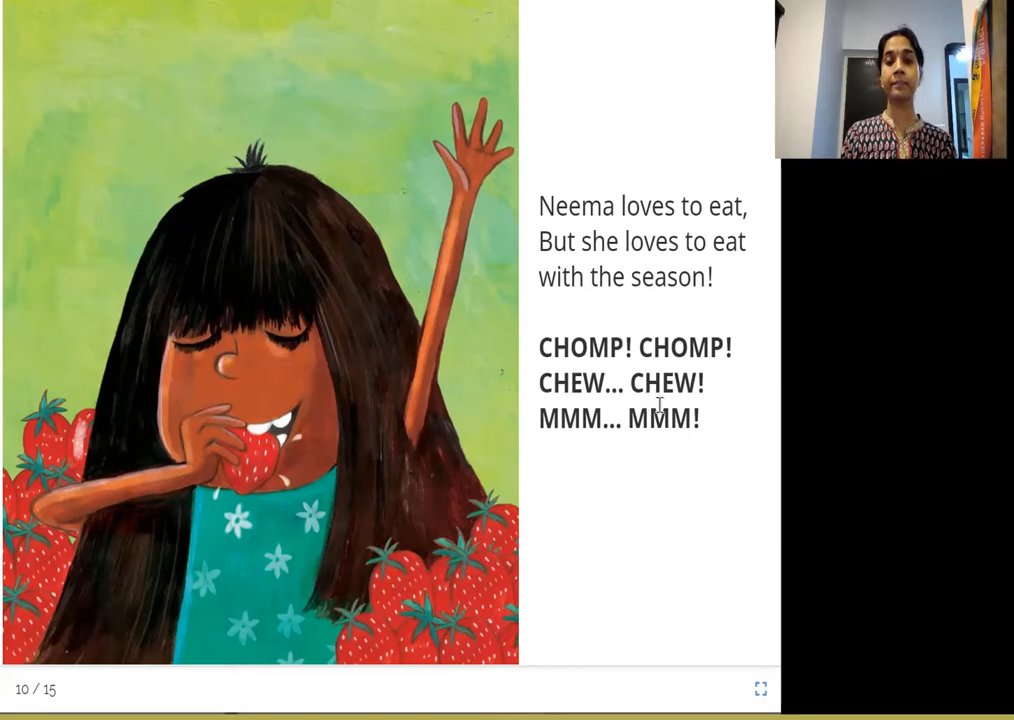 Neema loves to eat,
But she loves to eat
with the season!
CHOMP! CHOMP!
CHEW... CHEW!
MMM... MMM!
10 / 15